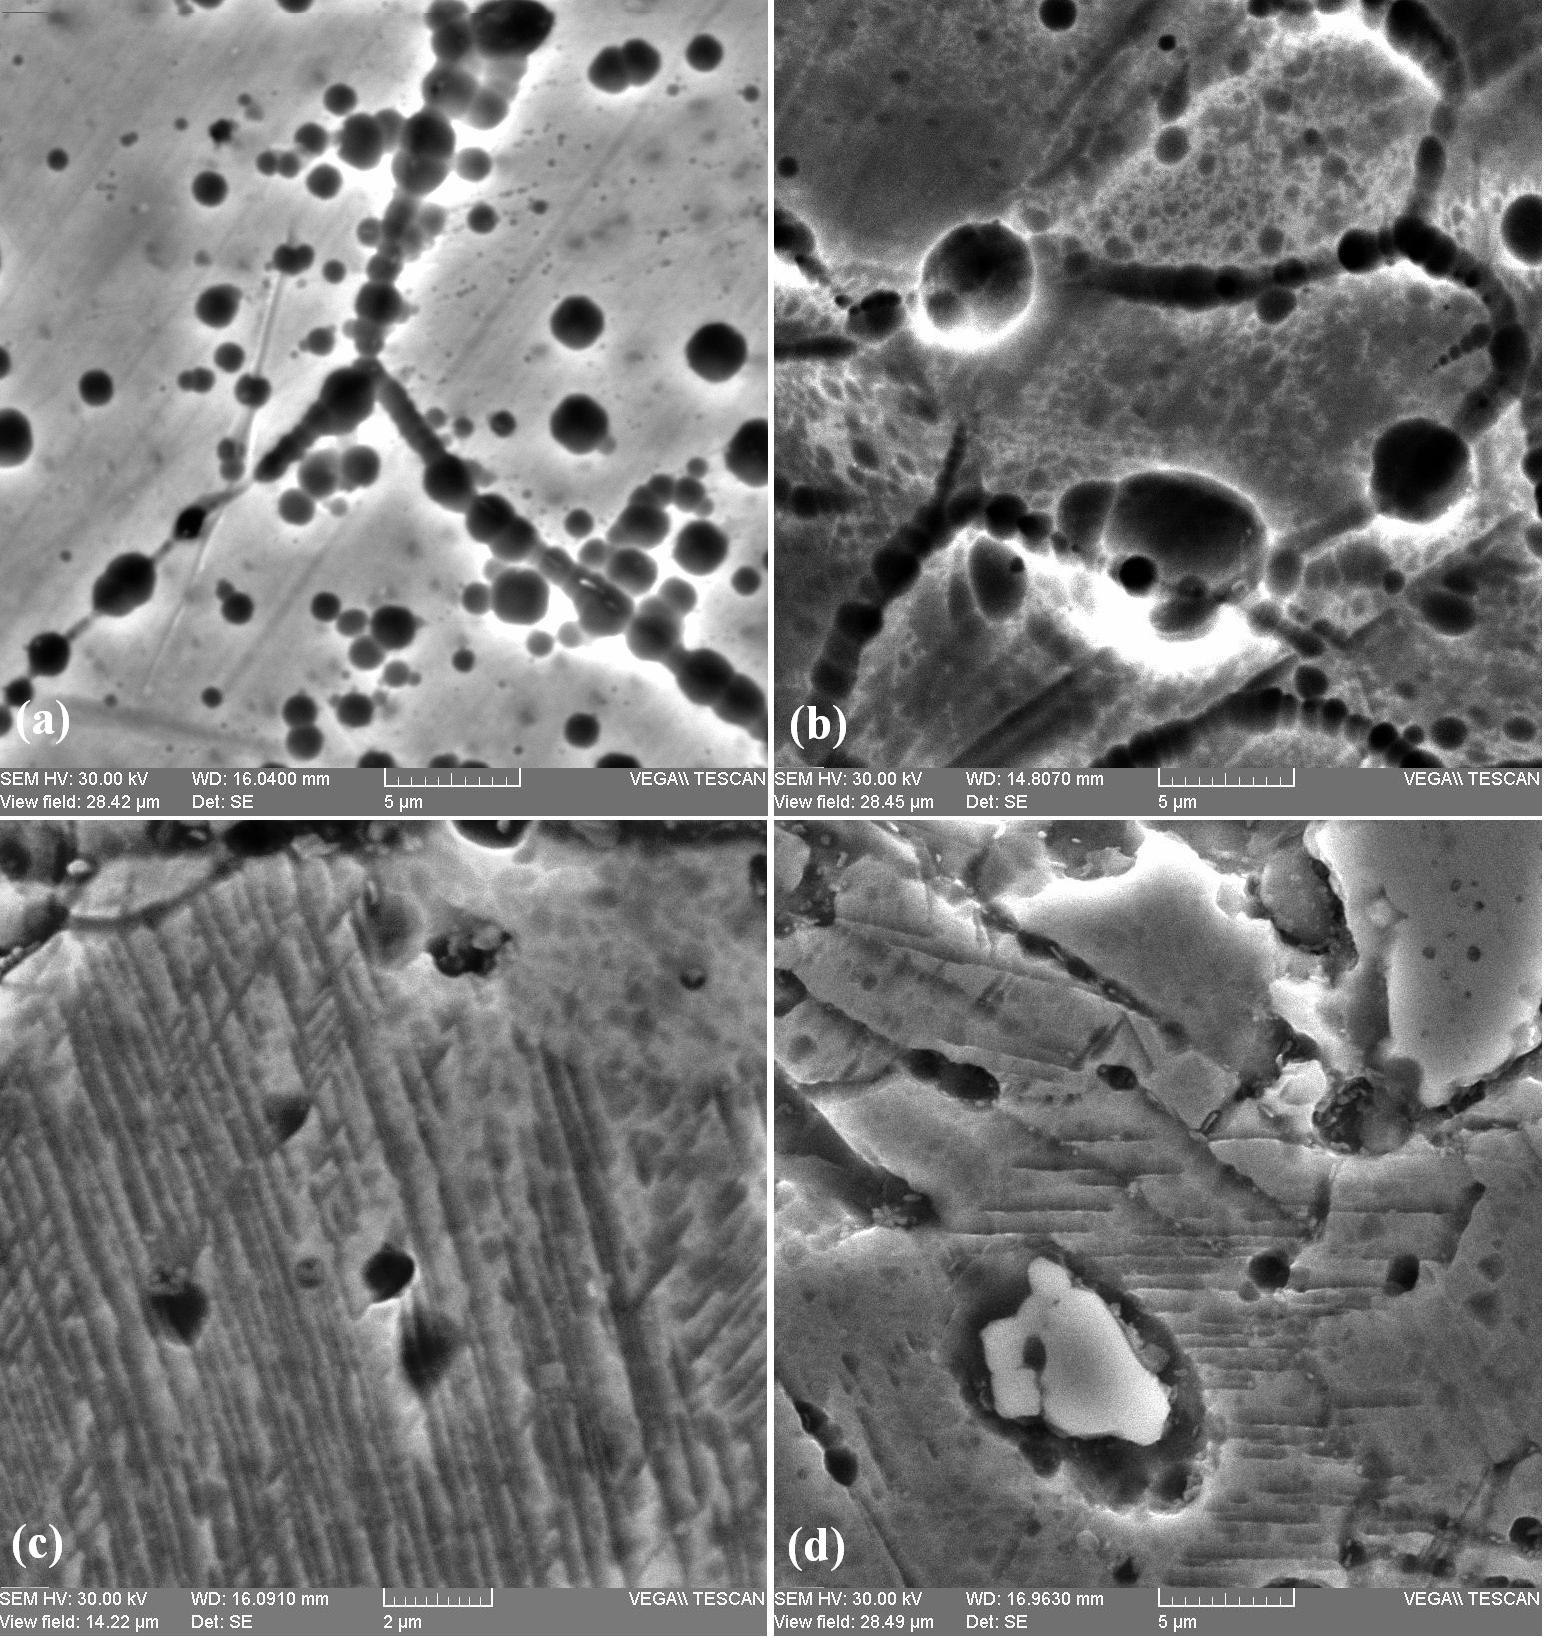 (a)
SEM HV: 30.00 kV WD: 16.0400 mm VEGA\\ TESCAN
View field: 28.42 µm Det: SE 5 µm
(b)
SEM HV: 30.00 kV WD: 14.8070 mm VEGA\\ TESCAN
View field: 28.45 µm Det: SE 5 µm
(c)
SEM HV: 30.00 kV WD: 16.0910 mm VEGA\\ TESCAN
View field: 14.22 µm Det: SE 2 µm
(d)
SEM HV: 30.00 kV WD: 16.9630 mm VEGA\\ TESCAN
View field: 28.49 µm Det: SE 5 µm